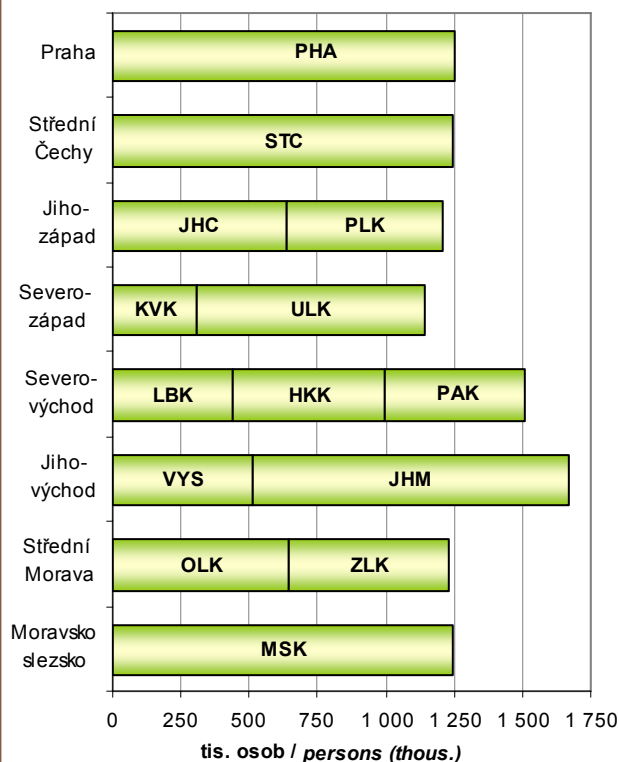 Praha
PHA
Střední
Čechy
STC
Jiho-
západ
JHC PLK
Severo-
západ
KVK ULK
Severo-
východ
LBK HKK PAK
Jiho-
východ
VYS JHM
Střední
Morava
OLK ZLK
Moravsko
slezsko
MSK
0 250 500 750 1 000 1 250 1 500 1 750
tis. osob / persons (thous.)